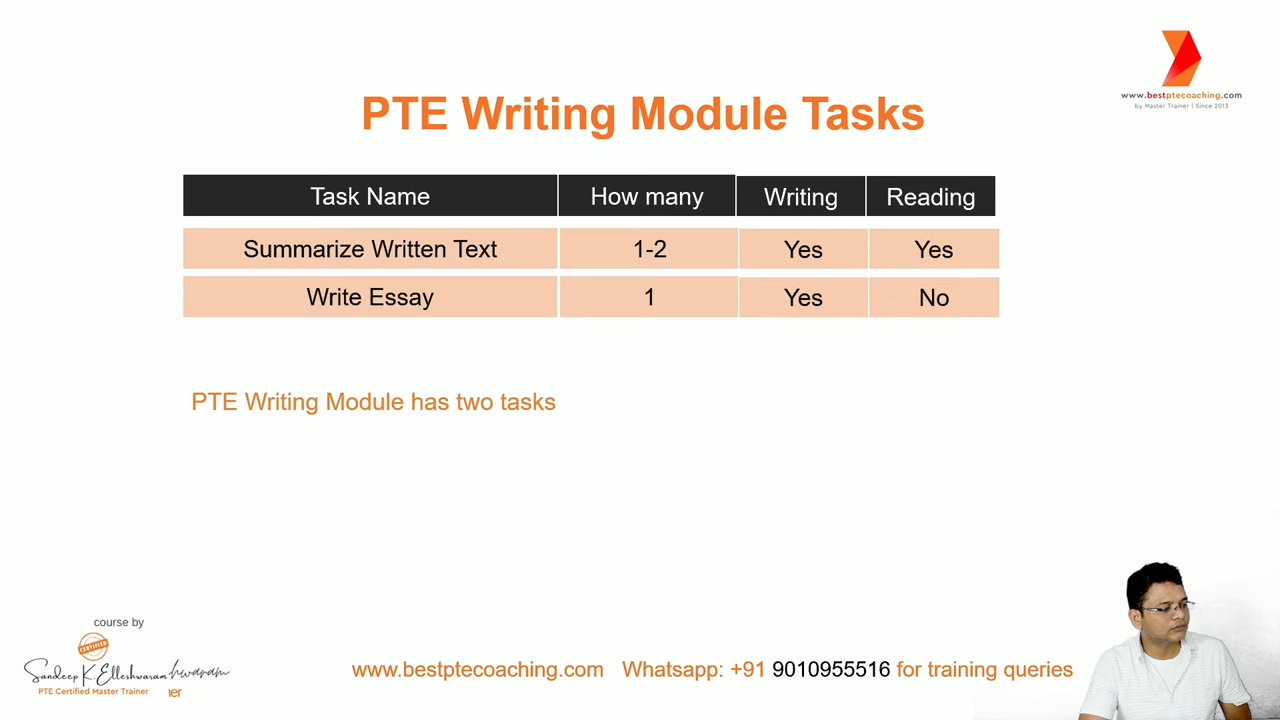 www.bestptecoaching.com
by Master Trainer | Since 2013
PTE Writing Module Tasks
Task Name How many Writing Reading
Summarize Written Text 1-2 Yes Yes
Write Essay 1 Yes No
PTE Writing Module has two tasks
course by
CERTIFIED
Sandeep K Elleshwaram hwaram
PTE Certified Master Trainer ier
www.bestptecoaching.com Whatsapp: +91 9010955516 for training queries